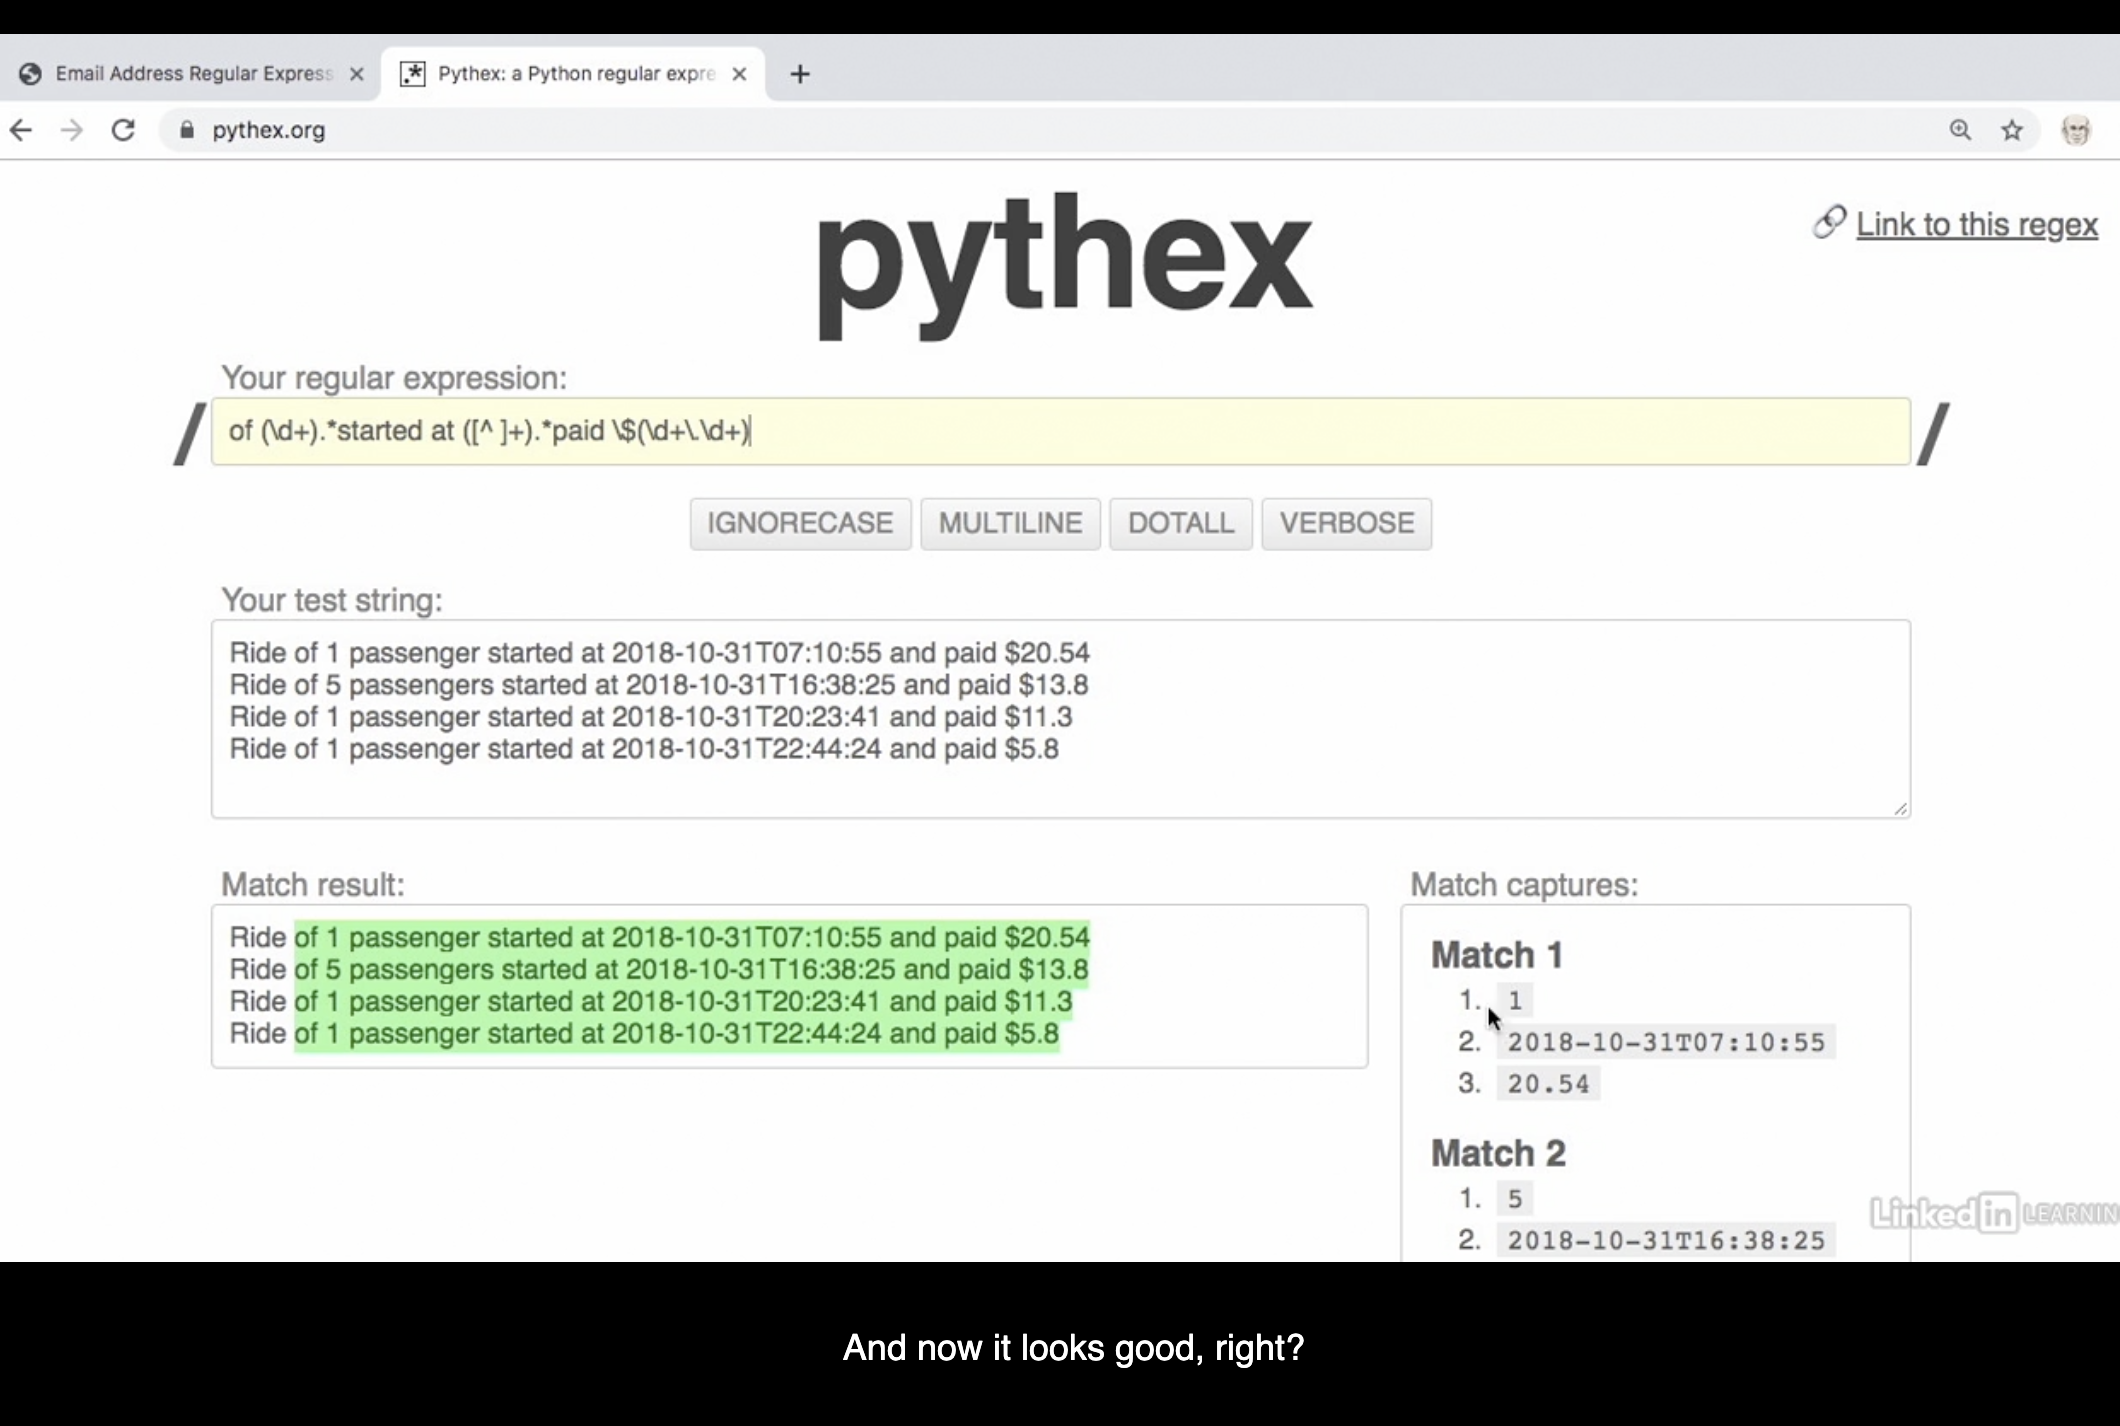 Email Address Regular Express
Pythex: a Python regular expre
pythex.org
pythex
Link to this regex
Your regular expression:
/ of (\d+).*started at ([^ ]+).*paid \$(\d+\.\d+) /
IGNORECASE MULTILINE DOTALL VERBOSE
Your test string:
Ride of 1 passenger started at 2018-10-31T07:10:55 and paid $20.54
Ride of 5 passengers started at 2018-10-31T16:38:25 and paid $13.8
Ride of 1 passenger started at 2018-10-31T20:23:41 and paid $11.3
Ride of 1 passenger started at 2018-10-31T22:44:24 and paid $5.8
Match result:
Ride of 1 passenger started at 2018-10-31T07:10:55 and paid $20.54
Ride of 5 passengers started at 2018-10-31T16:38:25 and paid $13.8
Ride of 1 passenger started at 2018-10-31T20:23:41 and paid $11.3
Ride of 1 passenger started at 2018-10-31T22:44:24 and paid $5.8
Match captures:
Match 1
1. 1
2. 2018-10-31T07:10:55
3. 20.54
Match 2
1. 5
2. 2018-10-31T16:38:25
Linked in LEARNIN
And now it looks good, right?